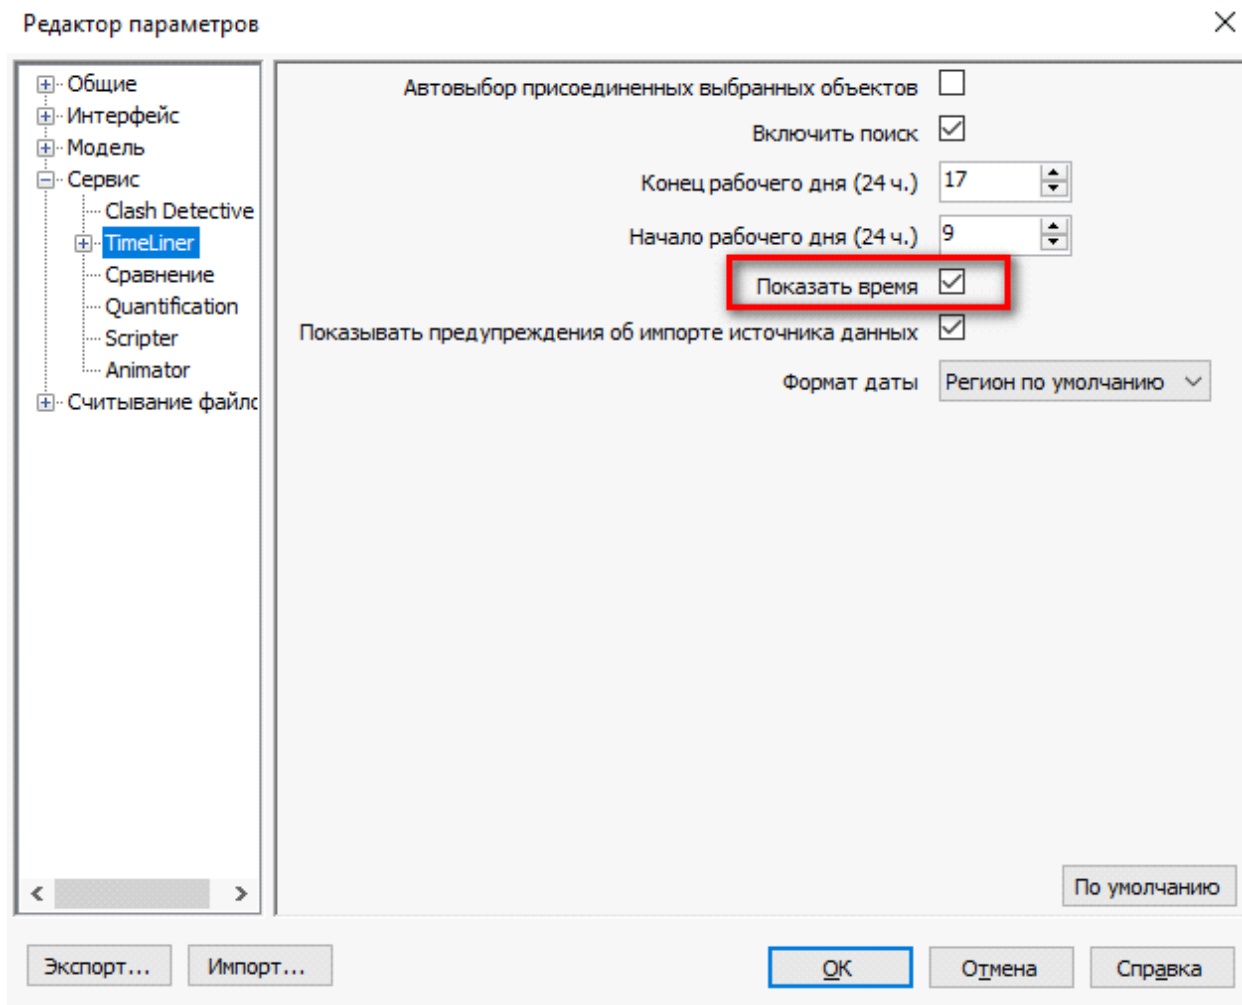 Редактор параметров
Общие
Интерфейс
Модель
Сервис
Clash Detective
TimeLiner
Сравнение
Quantification
Scripter
Animator
Считывание файлс
Автовыбор присоединенных выбранных объектов
Включить поиск
Конец рабочего дня (24 ч.) 17
Начало рабочего дня (24 ч.) 9
Показать время
Показывать предупреждения об импорте источника данных
Формат даты Регион по умолчанию
По умолчанию
Экспорт... Импорт... OK Отмена Справка